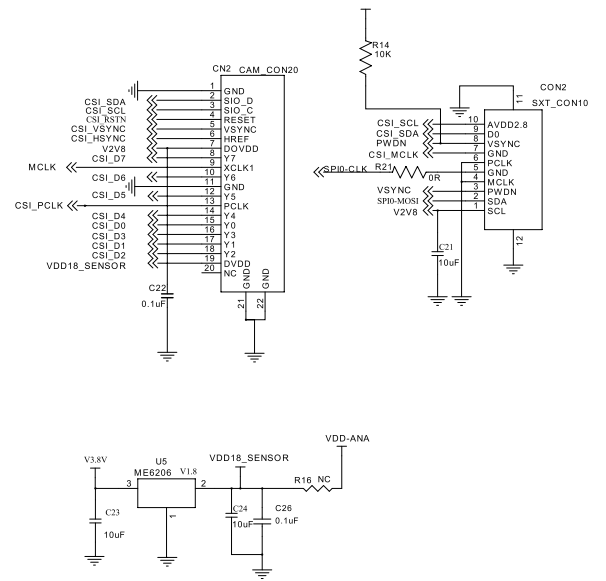 CN2 CAM_CON20
1 GND
CSI_SDA 2 SIO_D
CSI_SCL 3 SIO_C
CSI_RSTN 4 RESET
CSI_VSYNC 5 VSYNC
CSI_HSYNC 6 HREF
V2V8 7 DOVDD
CSI_D7 8 Y7
MCLK 9 XCLK1
CSI_D6 10 Y6
11 GND
CSI_D5 12 Y5
CSI_PCLK 13 PCLK
CSI_D4 14 Y4
CSI_D0 15 Y0
CSI_D3 16 Y3
CSI_D1 17 Y1
CSI_D2 18 Y2
VDD18_SENSOR 19 DVDD
20 NC
GND GND
21 22
C22
0.1uF
R14
10K
CON2
SXT_CON10
11
CSI_SCL 10 AVDD2.8
CSI_SDA 9 D0
PWDN 8 VSYNC
CSI_MCLK 7 GND
6 PCLK
SPI0-CLK R21 0R 5 GND
4 MCLK
VSYNC 3 PWDN
SPI0-MOSI 2 SDA
V2V8 1 SCL
12
C21
10uF
VDD-ANA
V3.8V
U5
ME6206 V1.8
VDD18_SENSOR
3 2
1
R16 NC
C23
10uF
C24
10uF
C26
0.1uF